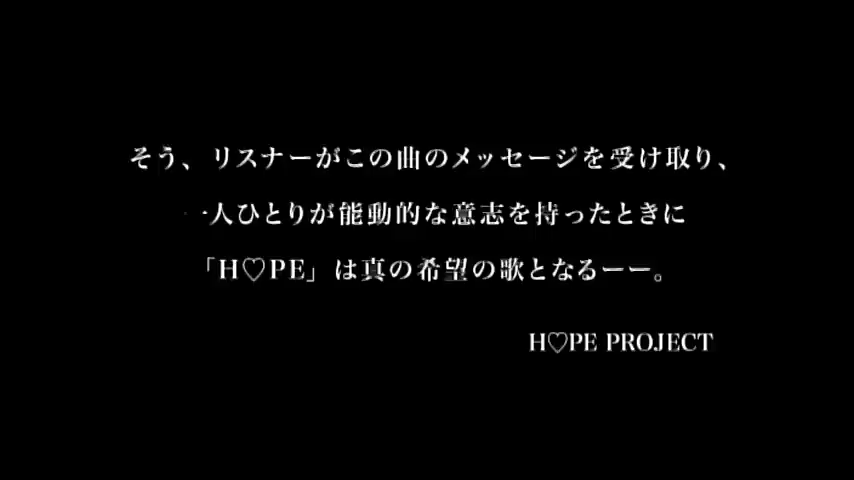 そう、リスナーがこの曲のメッセージを受け取り、
一人ひとりが能動的な意志を持ったときに
「H♡PE」は真の希望の歌となるーー。
H♡PE PROJECT